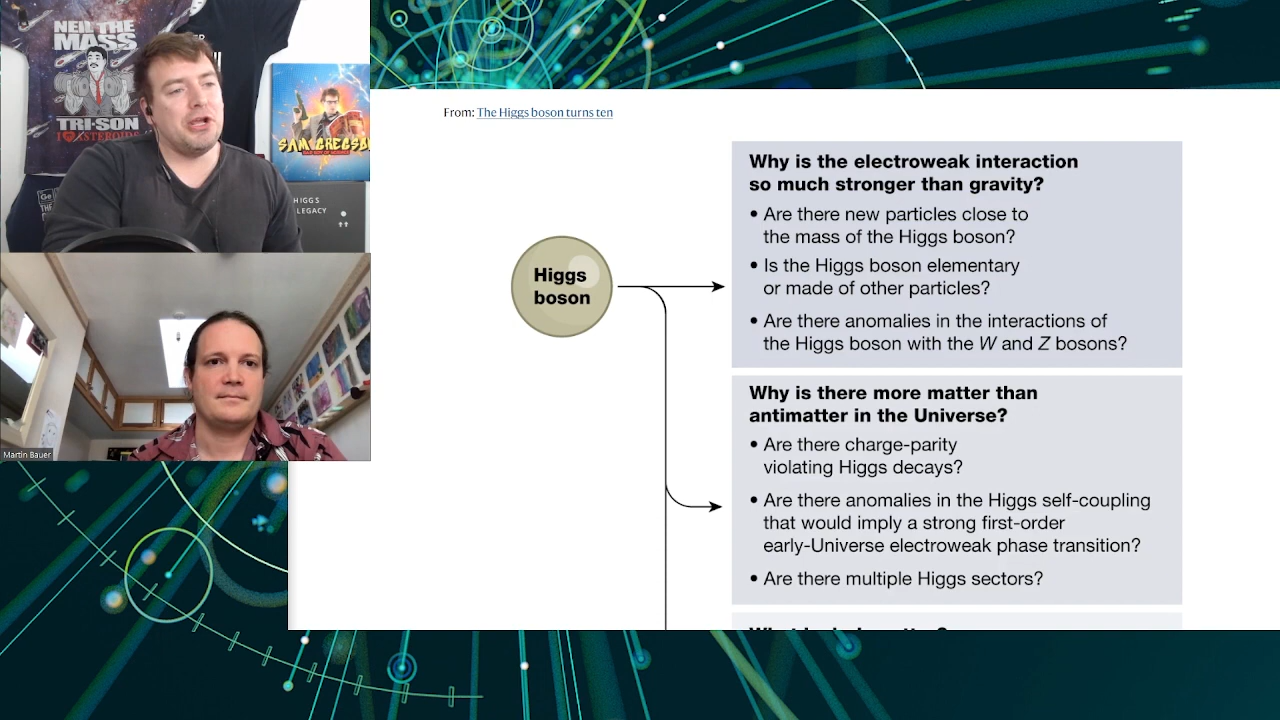 NEIL THE
MASS
TRI-SON
I ASTEROIDS
SAM GREGSON
HIGGS
LEGACY
Martin Bauer
From: The Higgs boson turns ten
Higgs
boson
Why is the electroweak interaction
so much stronger than gravity?
• Are there new particles close to
the mass of the Higgs boson?
• Is the Higgs boson elementary
or made of other particles?
• Are there anomalies in the interactions of
the Higgs boson with the W and Z bosons?
Why is there more matter than
antimatter in the Universe?
• Are there charge-parity
violating Higgs decays?
• Are there anomalies in the Higgs self-coupling
that would imply a strong first-order
early-Universe electroweak phase transition?
• Are there multiple Higgs sectors?